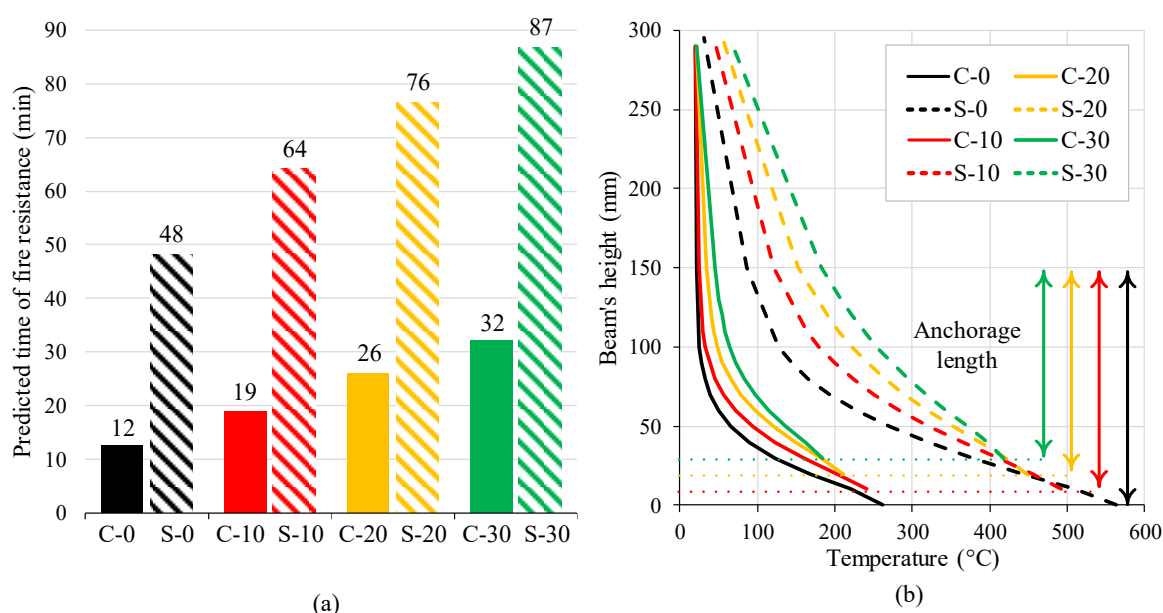 Predicted time of fire resistance (min)
90
80
70
60
50
40
30
20
10
0
12
48
19
64
26
76
32
87
C-0 S-0 C-10 S-10 C-20 S-20 C-30 S-30
(a)
Beam's height (mm)
300
250
200
150
100
50
0
C-0 C-20
S-0 S-20
C-10 C-30
S-10 S-30
Anchorage
length
0 100 200 300 400 500 600
Temperature (°C)
(b)